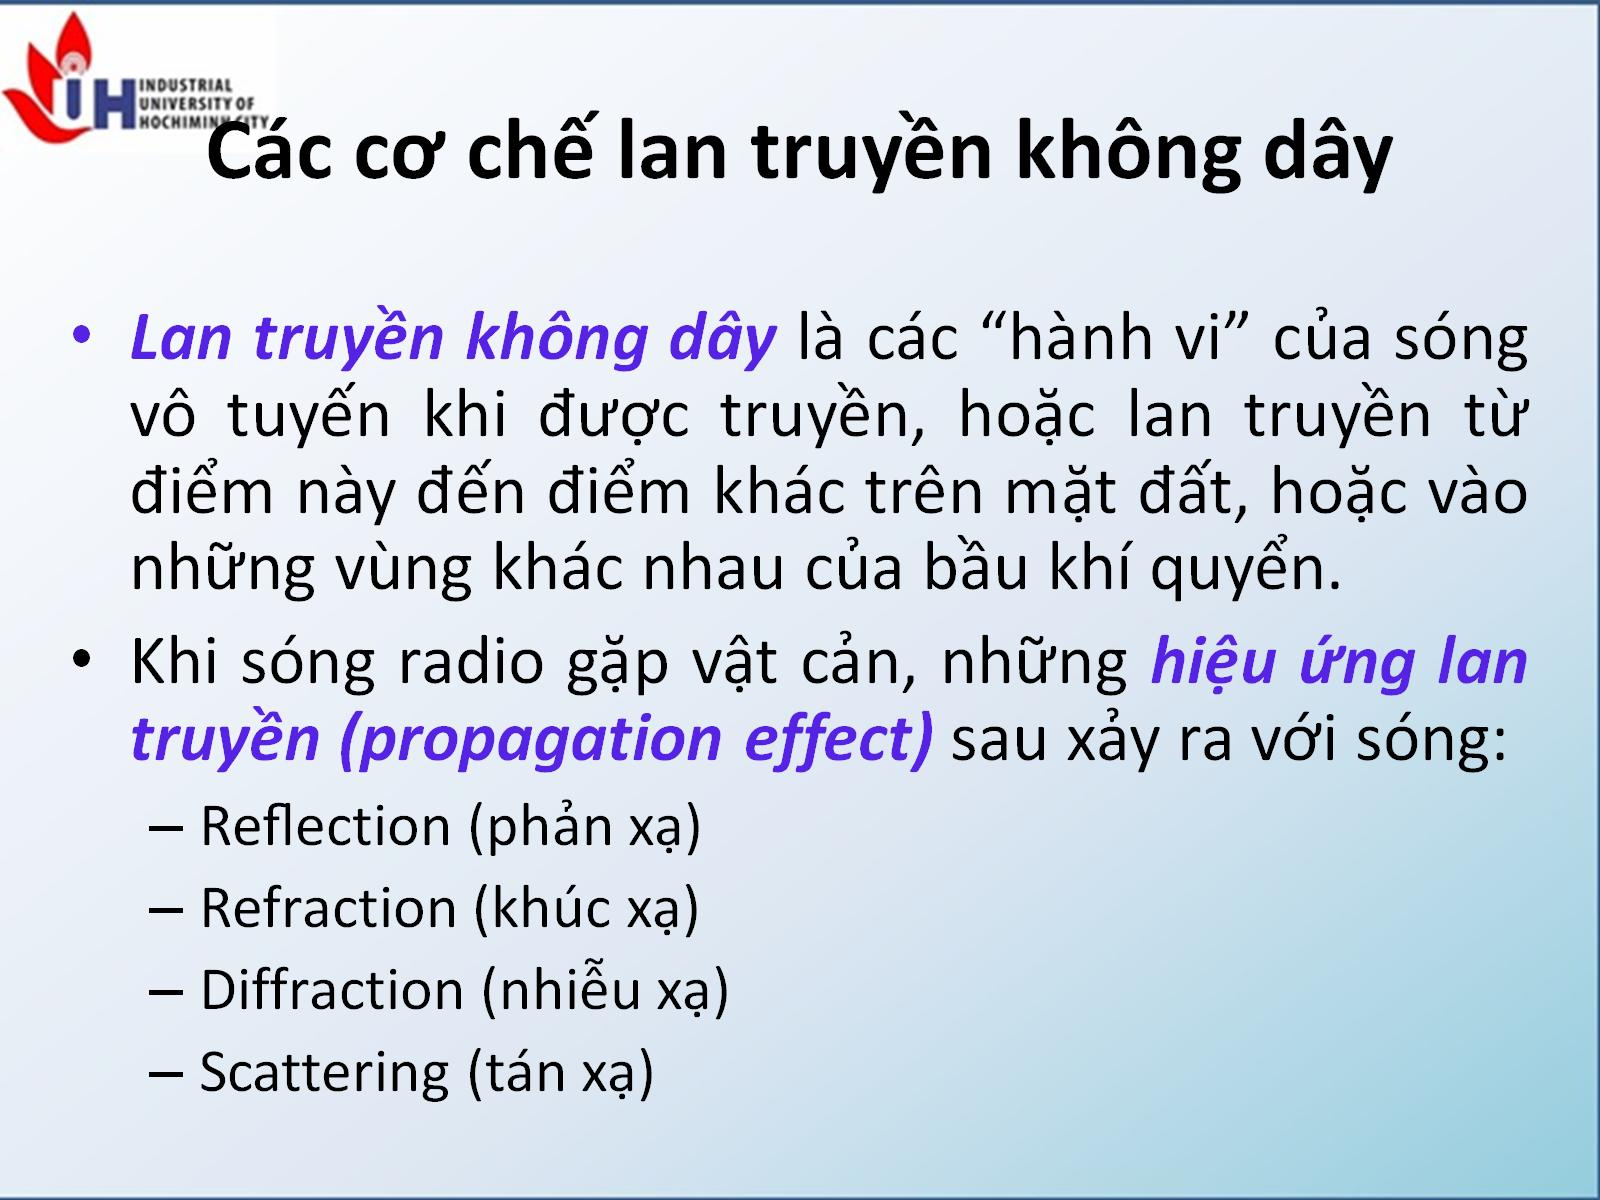 INDUSTRIAL
UNIVERSITY OF
HOCHIMINH CITY
Các cơ chế lan truyền không dây
• Lan truyền không dây là các “hành vi” của sóng
vô tuyến khi được truyền, hoặc lan truyền từ
điểm này đến điểm khác trên mặt đất, hoặc vào
những vùng khác nhau của bầu khí quyển.
• Khi sóng radio gặp vật cản, những hiệu ứng lan
truyền (propagation effect) sau xảy ra với sóng:
– Reflection (phản xạ)
– Refraction (khúc xạ)
– Diffraction (nhiễu xạ)
– Scattering (tán xạ)